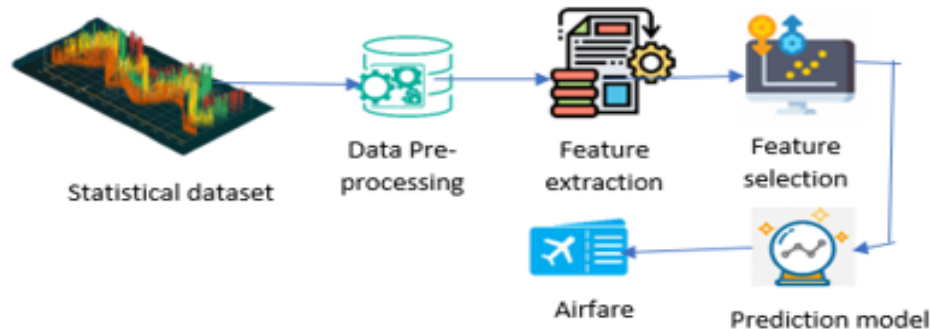 Statistical dataset
Data Pre-
processing
Feature
extraction
Feature
selection
Airfare
Prediction model